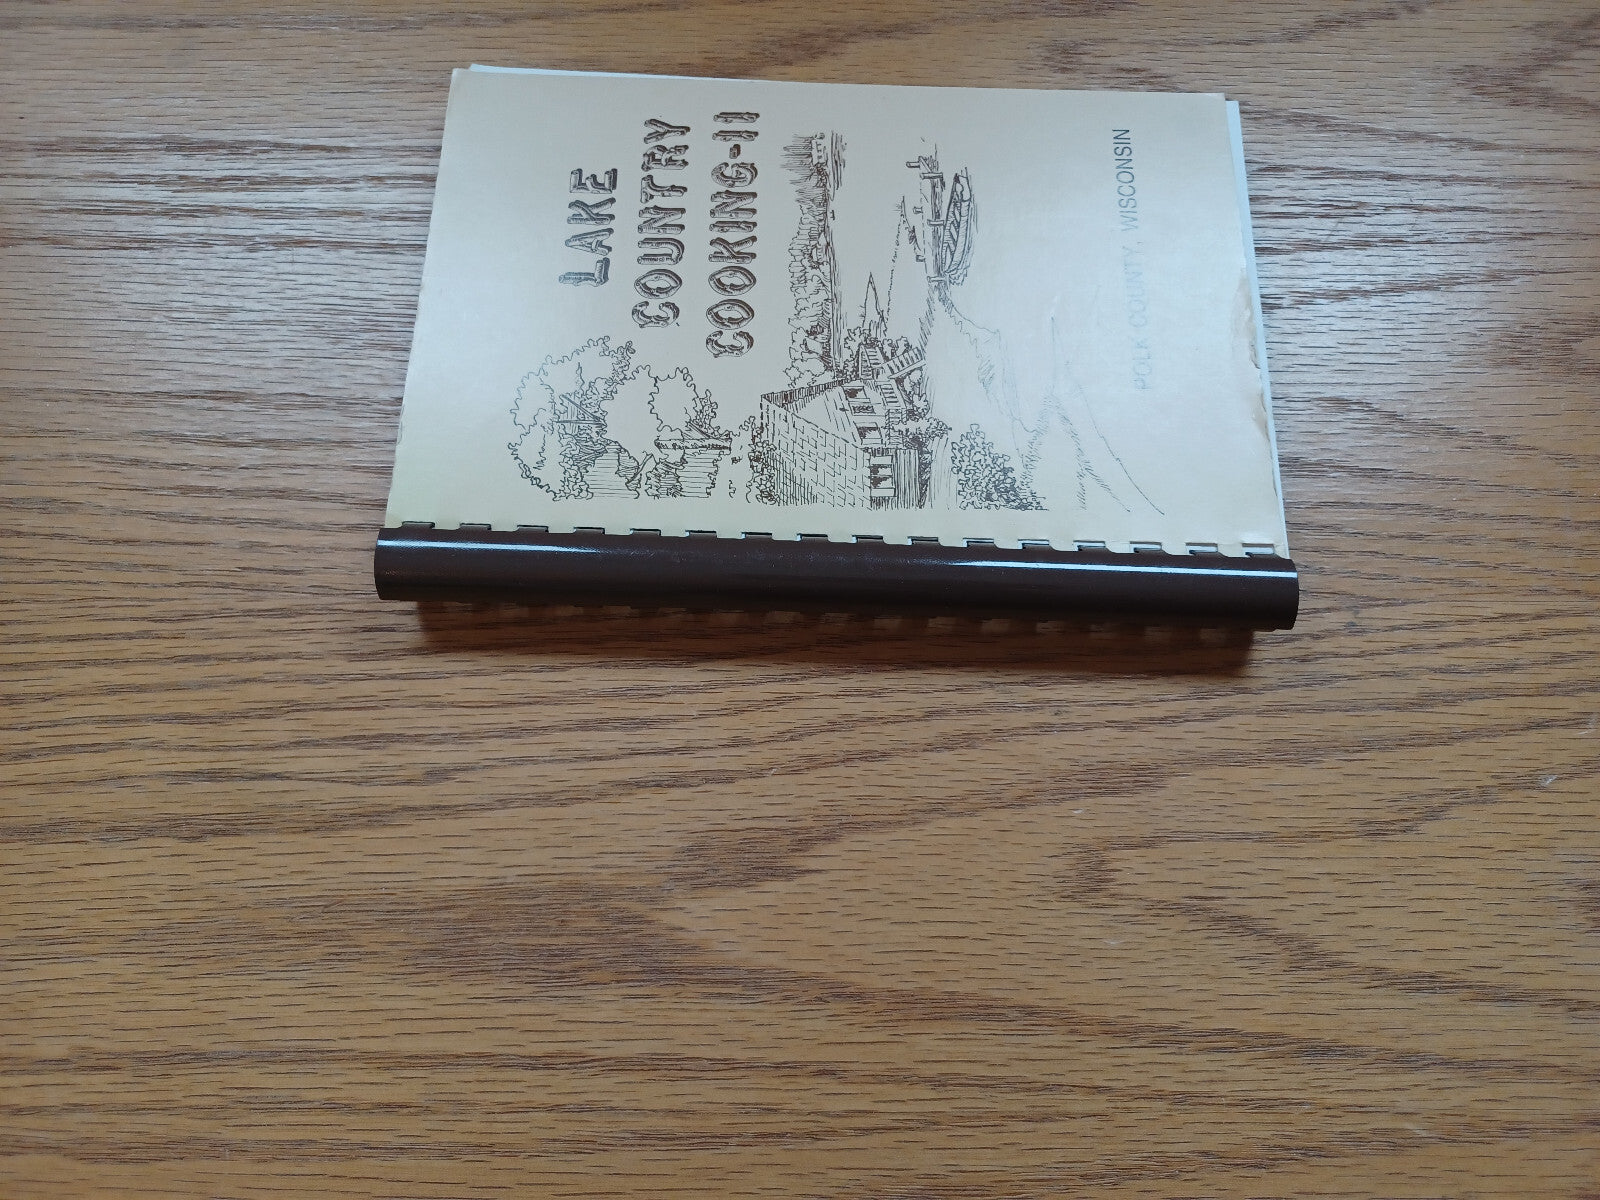 LAKE
COUNTRY
COOKING-II
POLK COUNTY, WISCONSIN